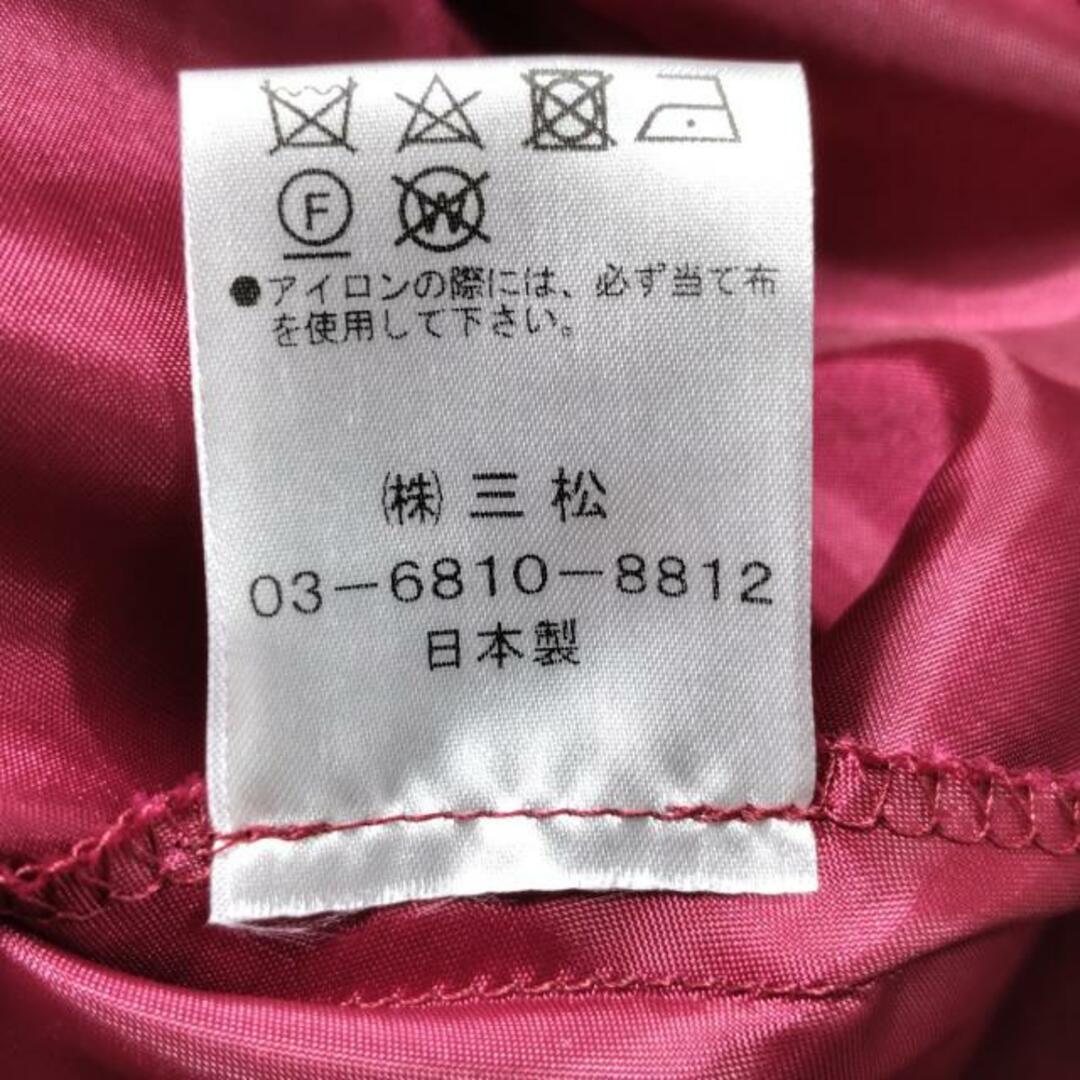 F W
●アイロンの際には、必ず当て布
を使用して下さい。
㈱三松
03-6810-8812
日本製